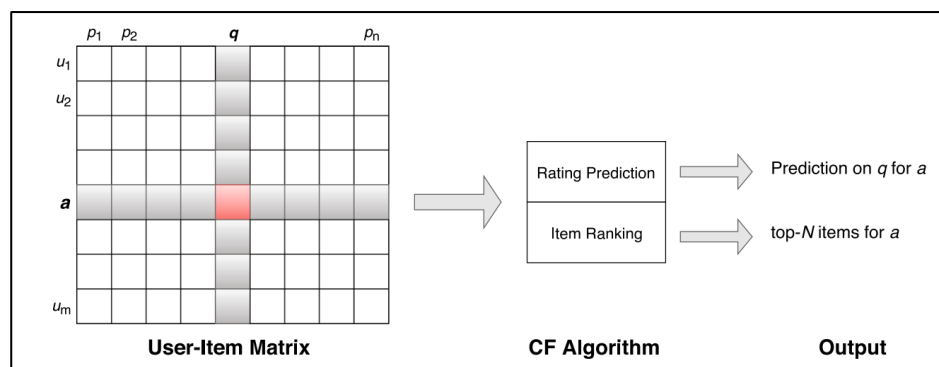 p1 p2 q pn
u1
u2
a
um
Rating Prediction
Item Ranking
Prediction on q for a
top-N items for a
User-Item Matrix CF Algorithm Output